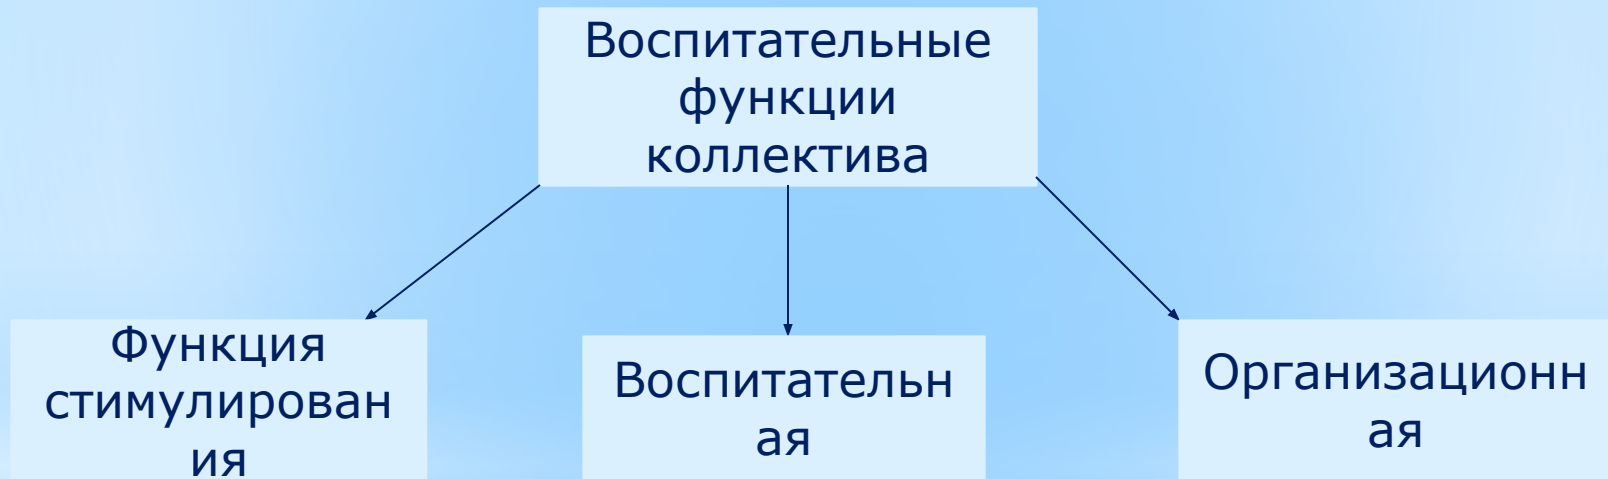 Воспитательные
функции
коллектива
Функция
стимулирован
ия
Воспитательн
ая
Организационн
ая